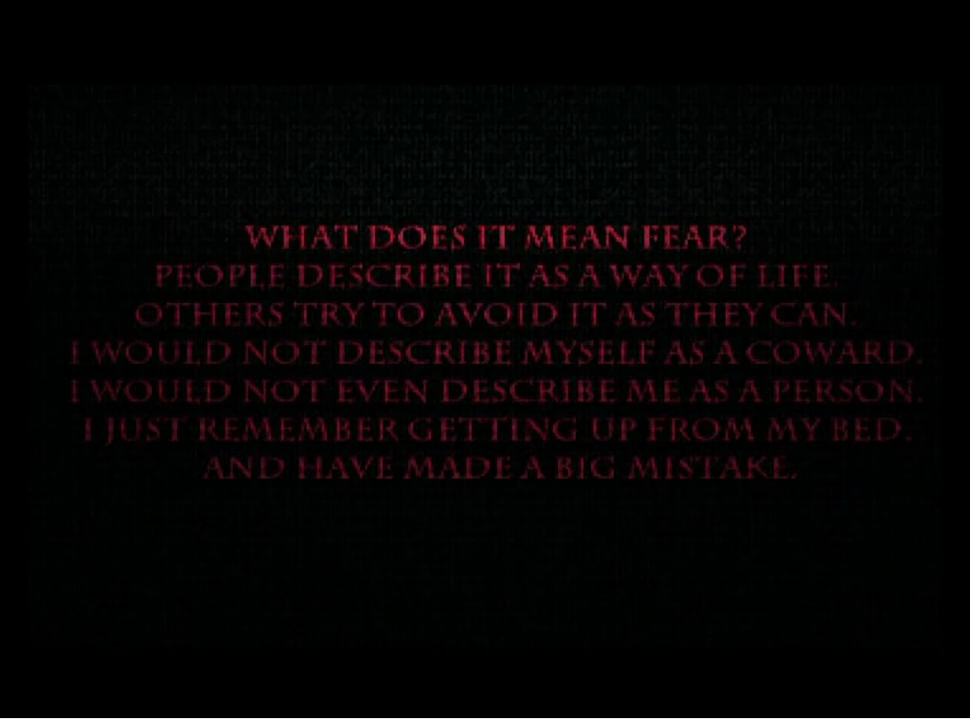 WHAT DOES IT MEAN FEAR?
PEOPLE DESCRIBE IT AS A WAY OF LIFE.
OTHERS TRY TO AVOID IT AS THEY CAN.
I WOULD NOT DESCRIBE MYSELF AS A COWARD.
I WOULD NOT EVEN DESCRIBE ME AS A PERSON.
I JUST REMEMBER GETTING UP FROM MY BED.
AND HAVE MADE A BIG MISTAKE.